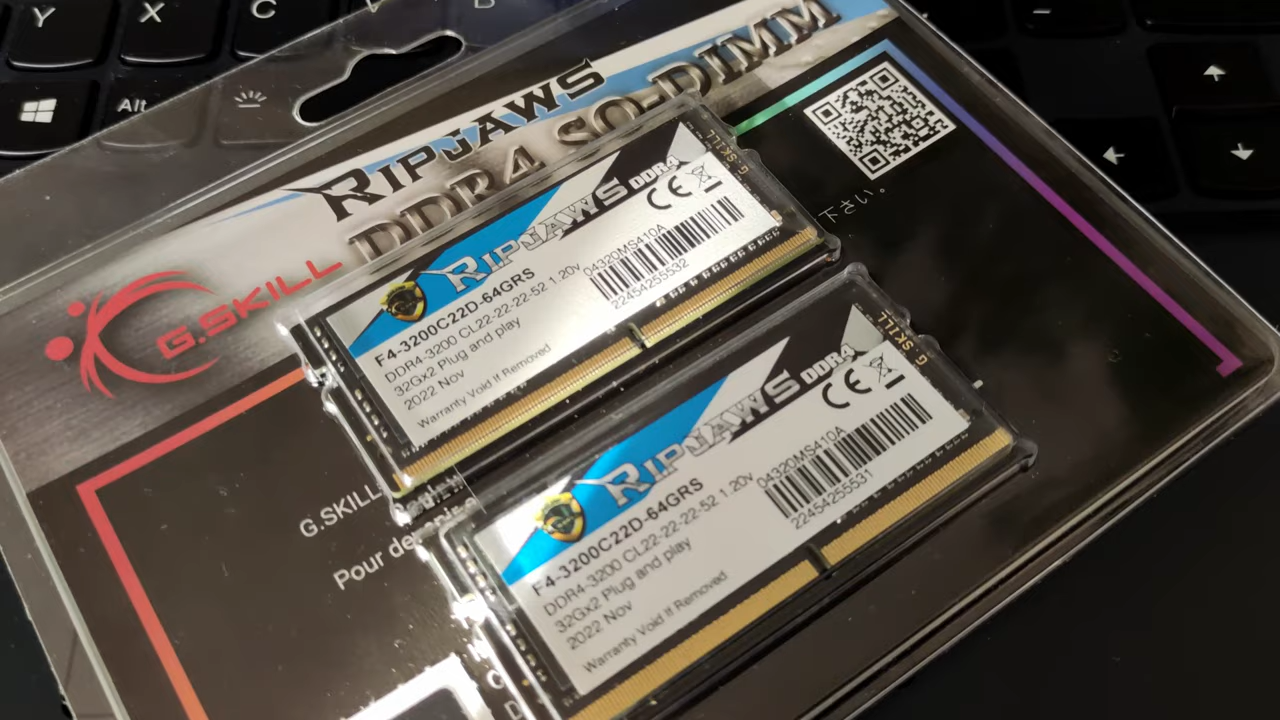 Y
X
C
Alt
RIPJAWS
DDR4 SO-DIMM
G.SKILL
下さい。
G.SKILL
RIPJAWS DDR4
F4-3200C22D-64GRS
DDR4-3200 CL22-22-22-52 1.20v
32Gx2 Plug and play
2022 Nov
Warranty Void If Removed
04320MS410A
22454255532
G.SKILL
RIPJAWS DDR4
F4-3200C22D-64GRS
DDR4-3200 CL22-22-22-52 1.20v
32Gx2 Plug and play
2022 Nov
Warranty Void If Removed
04320MS410A
22454255531
G.SKILL
Pour